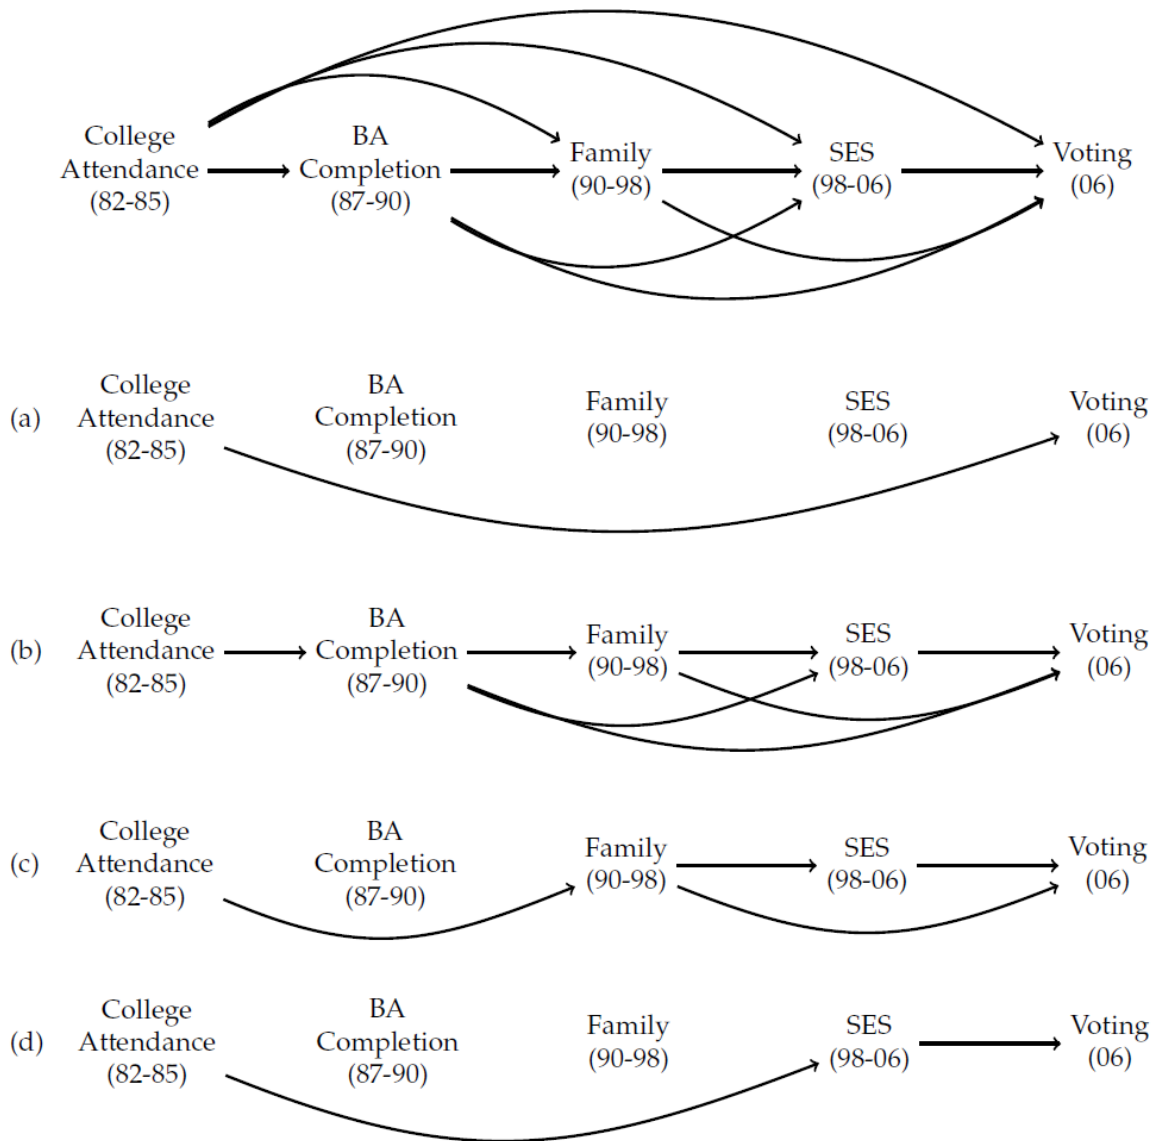 College
Attendance
(82-85)
BA
Completion
(87-90)
Family
(90-98)
SES
(98-06)
Voting
(06)
(a)
College
Attendance
(82-85)
BA
Completion
(87-90)
Family
(90-98)
SES
(98-06)
Voting
(06)
(b)
College
Attendance
(82-85)
BA
Completion
(87-90)
Family
(90-98)
SES
(98-06)
Voting
(06)
(c)
College
Attendance
(82-85)
BA
Completion
(87-90)
Family
(90-98)
SES
(98-06)
Voting
(06)
(d)
College
Attendance
(82-85)
BA
Completion
(87-90)
Family
(90-98)
SES
(98-06)
Voting
(06)